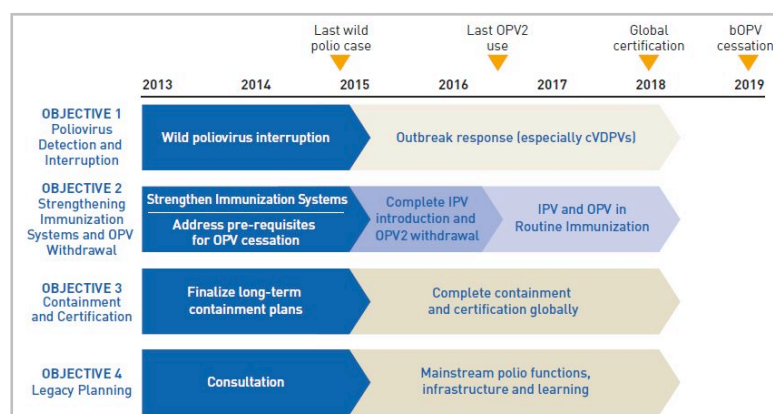 Last wild
polio case
Last OPV2
use
Global
certification
bOPV
cessation
2013 2014 2015 2016 2017 2018 2019
OBJECTIVE 1
Poliovirus
Detection and
Interruption
Wild poliovirus interruption
Outbreak response (especially cVDPVs)
OBJECTIVE 2
Strengthening
Immunization
Systems and OPV
Withdrawal
Strengthen Immunization Systems
Address pre-requisites
for OPV cessation
Complete IPV
introduction and
OPV2 withdrawal
IPV and OPV in
Routine Immunization
OBJECTIVE 3
Containment
and Certification
Finalize long-term
containment plans
Complete containment
and certification globally
OBJECTIVE 4
Legacy Planning
Consultation
Mainstream polio functions,
infrastructure and learning